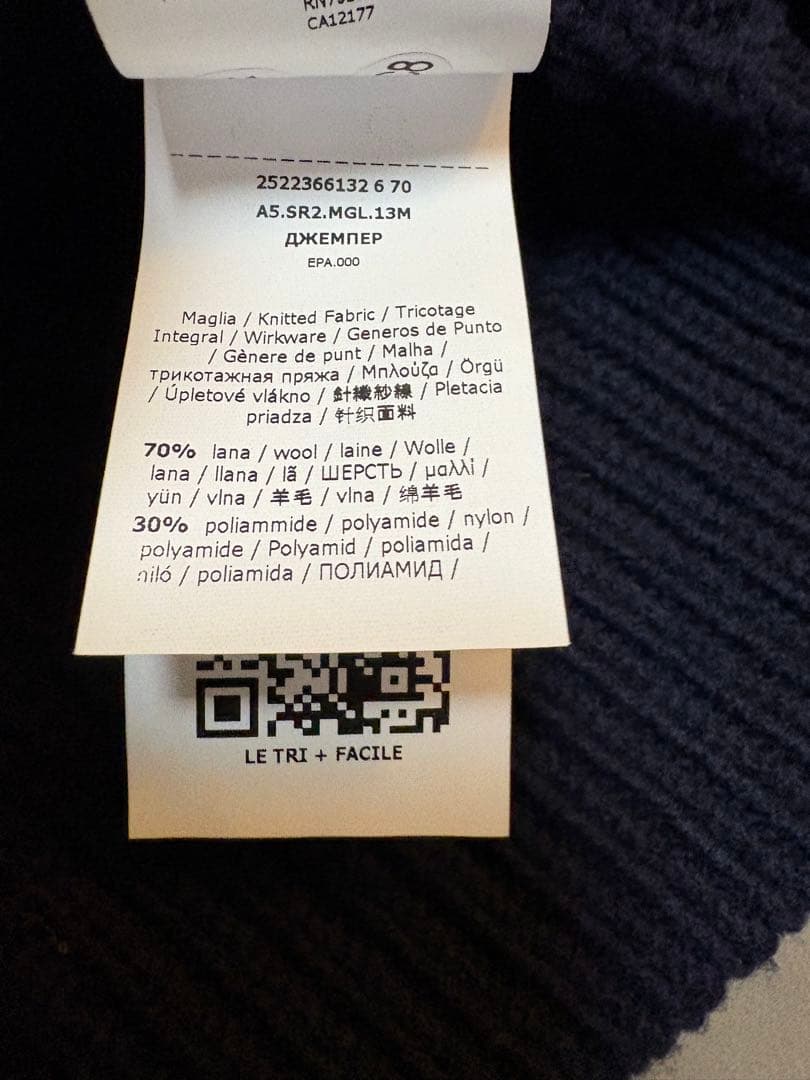 CA12177
8
2522366132 6 70
A5.SR2.MGL.13M
ДЖЕМПЕР
EPA.000
Maglia / Knitted Fabric / Tricotage
Integral / Wirkware / Generos de Punto
/ Gènere de punt / Malha /
трикотажная пряжа / Μπλούζα / Örgü
/ Úpletové vlákno / 針織紗線 / Pletacia
priadza / 针织面料
70% lana / wool / laine / Wolle /
lana / llana / lã / ШЕРСТЬ / μαλλί /
yün / vlna / 羊毛 / vlna / 绵羊毛
30% poliammide / polyamide / nylon /
polyamide / Polyamid / poliamida /
niló / poliamida / ПОЛИАМИД /
LE TRI + FACILE